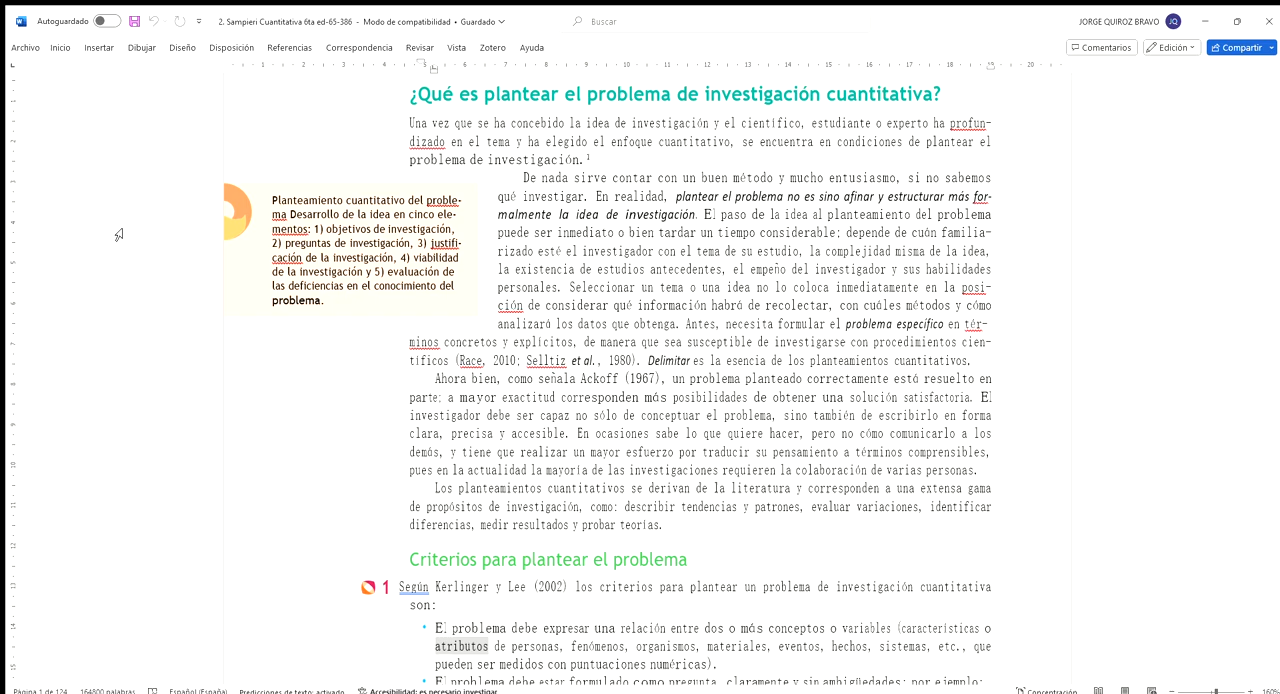 Autoguardado
2. Sampieri Cuantitativa 6ta ed-65-386 - Modo de compatibilidad • Guardado
Buscar
JORGE QUIROZ BRAVO JQ
Archivo Inicio Insertar Dibujar Diseño Disposición Referencias Correspondencia Revisar Vista Zotero Ayuda
Comentarios Edición Compartir
¿Qué es plantear el problema de investigación cuantitativa?
Una vez que se ha concebido la idea de investigación y el científico, estudiante o experto ha profun-
dizado en el tema y ha elegido el enfoque cuantitativo, se encuentra en condiciones de plantear el
problema de investigación.1
Planteamiento cuantitativo del proble-
ma Desarrollo de la idea en cinco ele-
mentos: 1) objetivos de investigación,
2) preguntas de investigación, 3) justifi-
cación de la investigación, 4) viabilidad
de la investigación y 5) evaluación de
las deficiencias en el conocimiento del
problema.
De nada sirve contar con un buen método y mucho entusiasmo, si no sabemos
qué investigar. En realidad, plantear el problema no es sino afinar y estructurar más for-
malmente la idea de investigación. El paso de la idea al planteamiento del problema
puede ser inmediato o bien tardar un tiempo considerable; depende de cuán familia-
rizado esté el investigador con el tema de su estudio, la complejidad misma de la idea,
la existencia de estudios antecedentes, el empeño del investigador y sus habilidades
personales. Seleccionar un tema o una idea no lo coloca inmediatamente en la posi-
ción de considerar qué información habrá de recolectar, con cuáles métodos y cómo
analizará los datos que obtenga. Antes, necesita formular el problema específico en tér-
minos concretos y explícitos, de manera que sea susceptible de investigarse con procedimientos cien-
tíficos (Race, 2010; Selltiz et al., 1980). Delimitar es la esencia de los planteamientos cuantitativos.
Ahora bien, como señala Ackoff (1967), un problema planteado correctamente está resuelto en
parte; a mayor exactitud corresponden más posibilidades de obtener una solución satisfactoria. El
investigador debe ser capaz no sólo de conceptuar el problema, sino también de escribirlo en forma
clara, precisa y accesible. En ocasiones sabe lo que quiere hacer, pero no cómo comunicarlo a los
demás, y tiene que realizar un mayor esfuerzo por traducir su pensamiento a términos comprensibles,
pues en la actualidad la mayoría de las investigaciones requieren la colaboración de varias personas.
Los planteamientos cuantitativos se derivan de la literatura y corresponden a una extensa gama
de propósitos de investigación, como: describir tendencias y patrones, evaluar variaciones, identificar
diferencias, medir resultados y probar teorías.
Criterios para plantear el problema
1 Según Kerlinger y Lee (2002) los criterios para plantear un problema de investigación cuantitativa
son:
• El problema debe expresar una relación entre dos o más conceptos o variables (características o
atributos de personas, fenómenos, organismos, materiales, eventos, hechos, sistemas, etc., que
pueden ser medidos con puntuaciones numéricas).
• El problema debe estar formulado como pregunta, claramente y sin ambigüedades; por ejemplo:
Página 1 de 124 164800 palabras Español (España) Predicciones de texto: activado Accesibilidad: es necesario investigar Concentración 160%